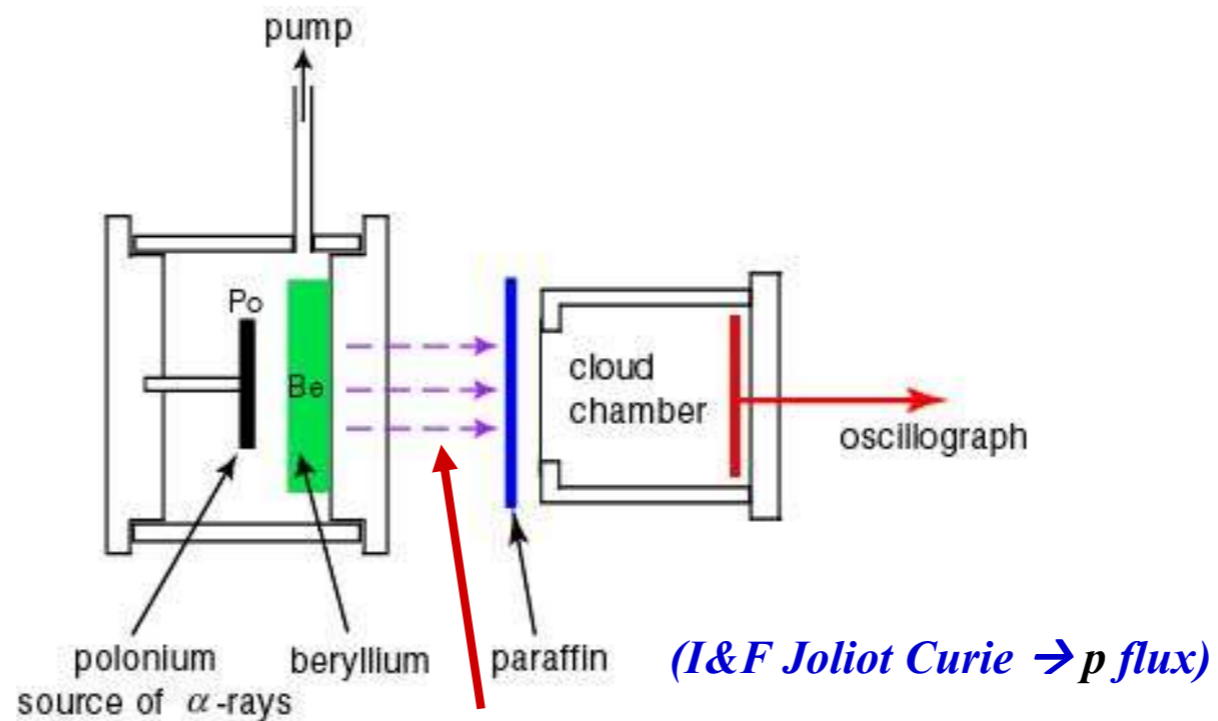 pump
Po
Be
cloud
chamber
oscillograph
polonium
source of α-rays
beryllium
paraffin
(I&F Joliot Curie → p flux)